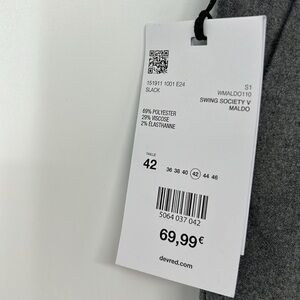 151911 1001 E24 S1
SLACK WMALDO110
SWING SOCIETY V
MALDO
69% POLYESTER
29% VISCOSE
2% ÉLASTHANNE
TAILLE
42 36 38 40 42 44 46
5064 037 042
69,99€
devred.com